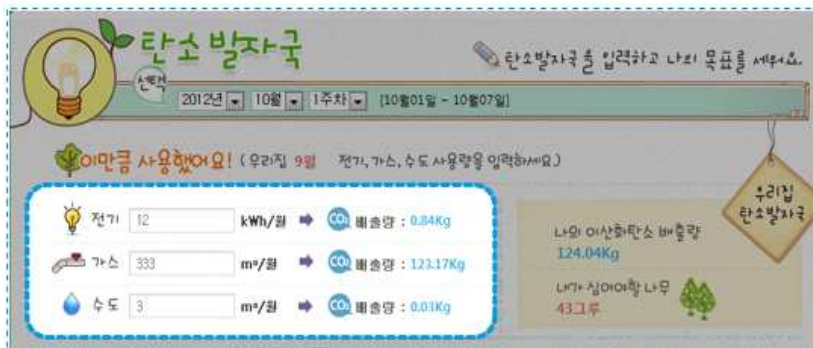 탄소발자국
탄소발자국을 입력하고 나의 목표를 세워요.
선택
2012년 10월 1주차 [10월01일 ~ 10월07일]
이만큼 사용했어요! (우리집 9월 전기, 가스, 수도 사용량을 입력하세요)
우리집
탄소발자국
전기 12 kWh/월 CO₂ 배출량 : 0.84Kg
가스 333 m³/월 CO₂ 배출량 : 123.17Kg
수도 3 m³/월 CO₂ 배출량 : 0.03Kg
나의 이산화탄소 배출량
124.04Kg
내가 심어야할 나무
43그루